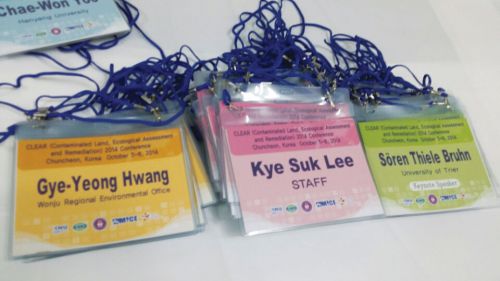 Chae-Won Yoo
Hanyang University
CLEAR (Contaminated Land, Ecological Assessment
and Remediation) 2014 Conference
Chuncheon, Korea October 5-8, 2014
Gye-Yeong Hwang
Wonju Regional Environmental Office
(Contaminated Land, Ecological Assessment
and Remediation) 2014 Conference
Chuncheon, Korea October 5-8, 2014
Kye Suk Lee
STAFF
CLEAR (Contaminated Land, Ecological Assessment
and Remediation) 2014 Conference
Chuncheon, Korea October 5-8, 2014
Sören Thiele Bruhn
University of Trier
Keynote Speaker